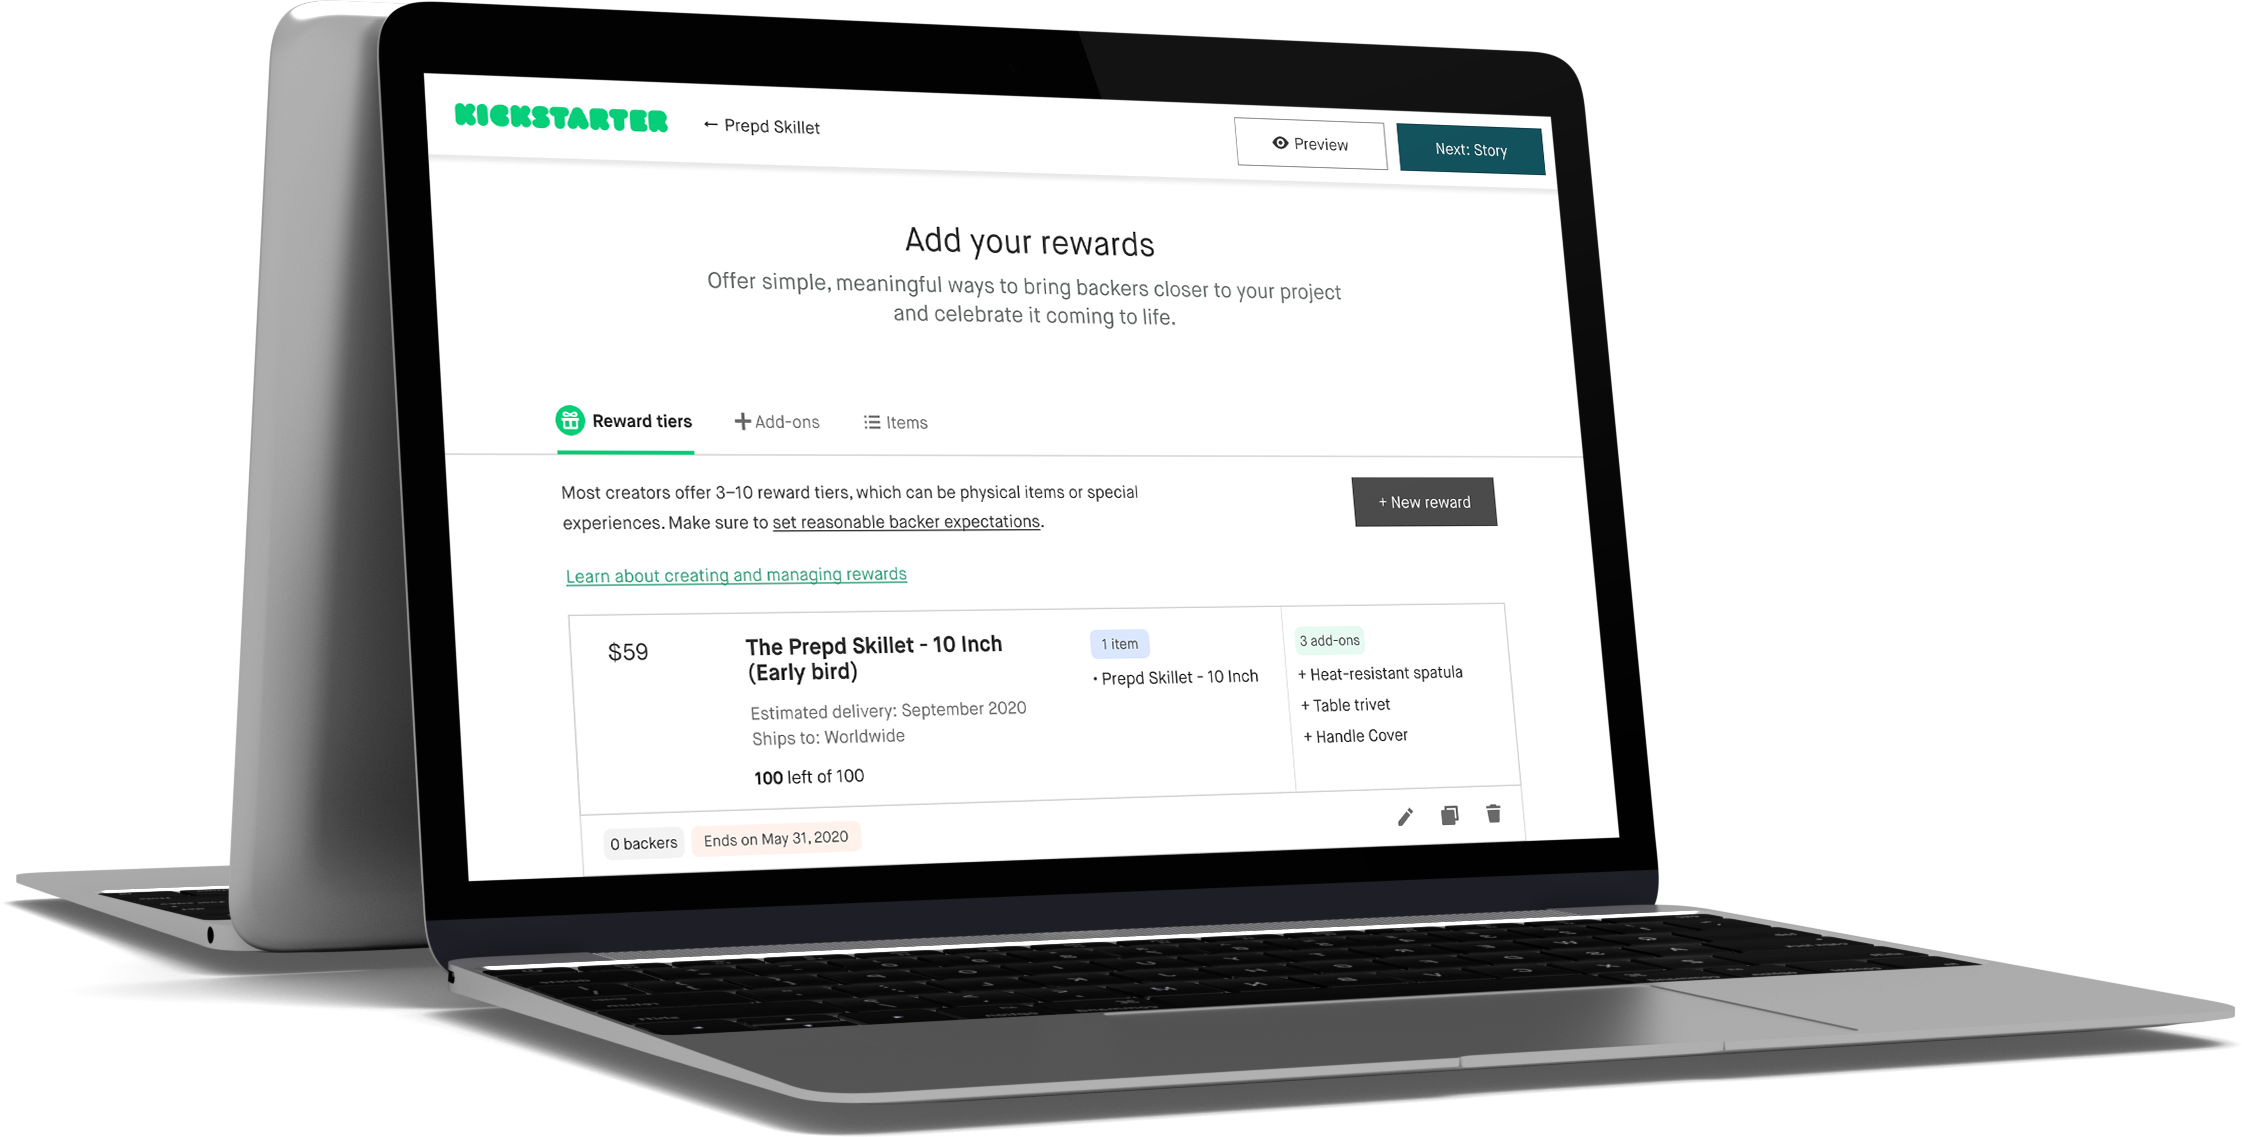 KICKSTARTER
← Prepd Skillet
Preview
Next: Story
Add your rewards
Offer simple, meaningful ways to bring backers closer to your project
and celebrate it coming to life.
Reward tiers
Add-ons
Items
Most creators offer 3–10 reward tiers, which can be physical items or special
experiences. Make sure to set reasonable backer expectations.
+ New reward
Learn about creating and managing rewards
$59
The Prepd Skillet - 10 Inch
(Early bird)
Estimated delivery: September 2020
Ships to: Worldwide
100 left of 100
1 item
• Prepd Skillet - 10 Inch
3 add-ons
+ Heat-resistant spatula
+ Table trivet
+ Handle Cover
0 backers
Ends on May 31, 2020